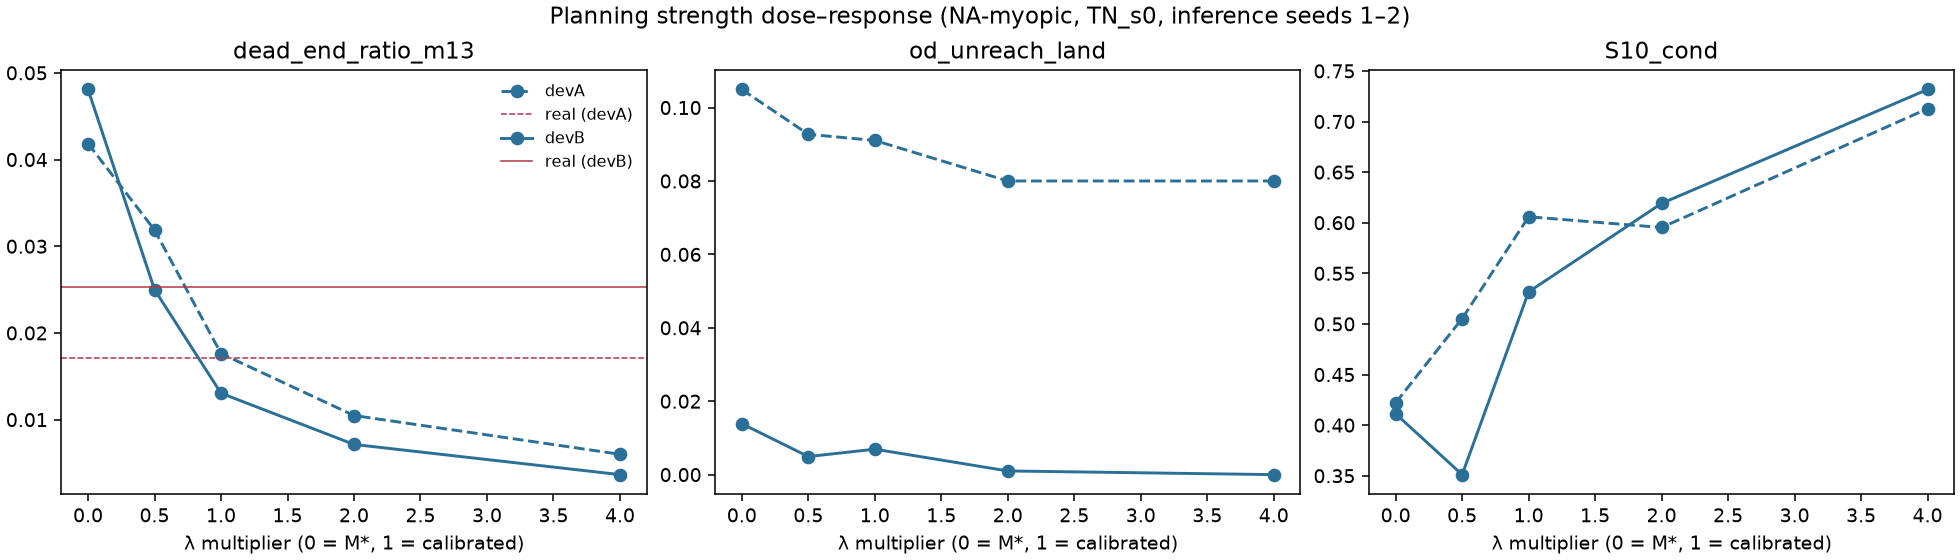 Planning strength dose–response (NA-myopic, TN_s0, inference seeds 1–2)
dead_end_ratio_m13
0.05
0.04
0.03
0.02
0.01
devA
real (devA)
devB
real (devB)
0.0 0.5 1.0 1.5 2.0 2.5 3.0 3.5 4.0
λ multiplier (0 = M*, 1 = calibrated)
od_unreach_land
0.10
0.08
0.06
0.04
0.02
0.00
0.0 0.5 1.0 1.5 2.0 2.5 3.0 3.5 4.0
λ multiplier (0 = M*, 1 = calibrated)
S10_cond
0.75
0.70
0.65
0.60
0.55
0.50
0.45
0.40
0.35
0.0 0.5 1.0 1.5 2.0 2.5 3.0 3.5 4.0
λ multiplier (0 = M*, 1 = calibrated)